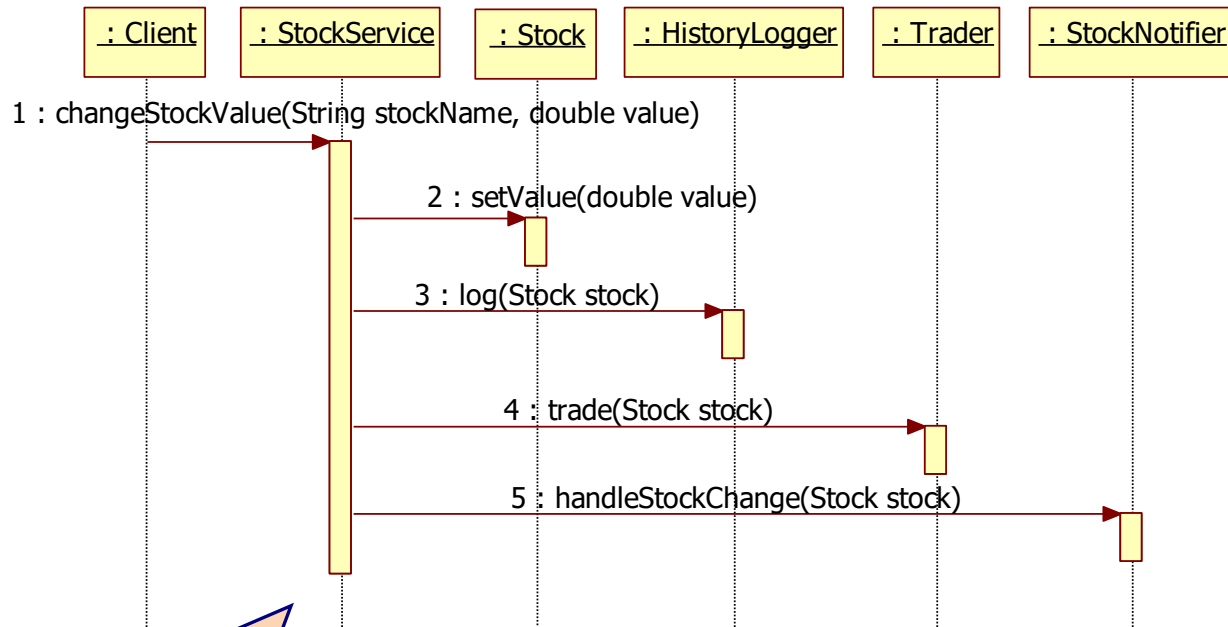 : Client
: StockService
: Stock
: HistoryLogger
: Trader
: StockNotifier
1 : changeStockValue(String stockName, double value)
2 : setValue(double value)
3 : log(Stock stock)
4 : trade(Stock stock)
5 : handleStockChange(Stock stock)